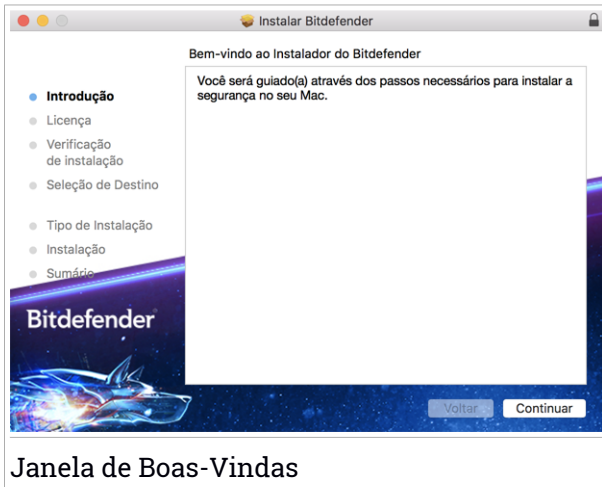 Instalar Bitdefender
Bem-vindo ao Instalador do Bitdefender
Você será guiado(a) através dos passos necessários para instalar a
segurança no seu Mac.
Introdução
Licença
Verificação
de instalação
Seleção de Destino
Tipo de Instalação
Instalação
Sumário
Bitdefender
Voltar
Continuar
Janela de Boas-Vindas